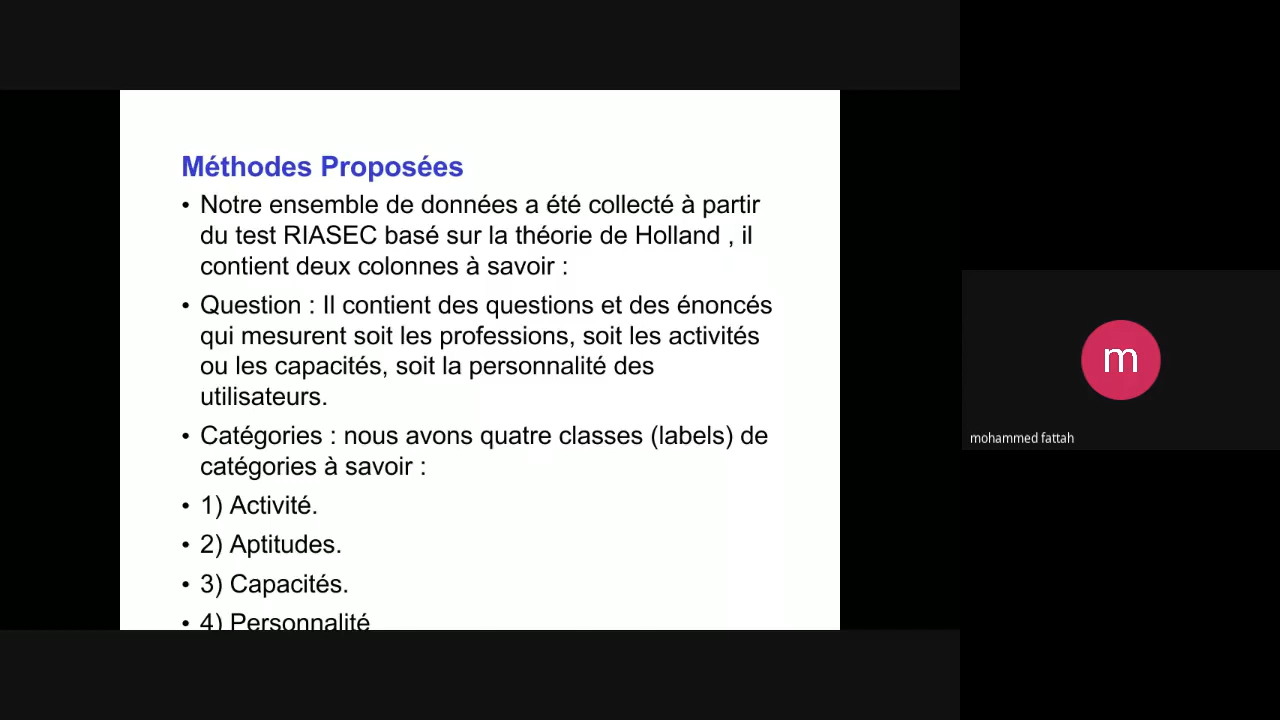 Méthodes Proposées
• Notre ensemble de données a été collecté à partir
du test RIASEC basé sur la théorie de Holland , il
contient deux colonnes à savoir :
• Question : Il contient des questions et des énoncés
qui mesurent soit les professions, soit les activités
ou les capacités, soit la personnalité des
utilisateurs.
• Catégories : nous avons quatre classes (labels) de
catégories à savoir :
• 1) Activité.
• 2) Aptitudes.
• 3) Capacités.
• 4) Personnalité
m
mohammed fattah